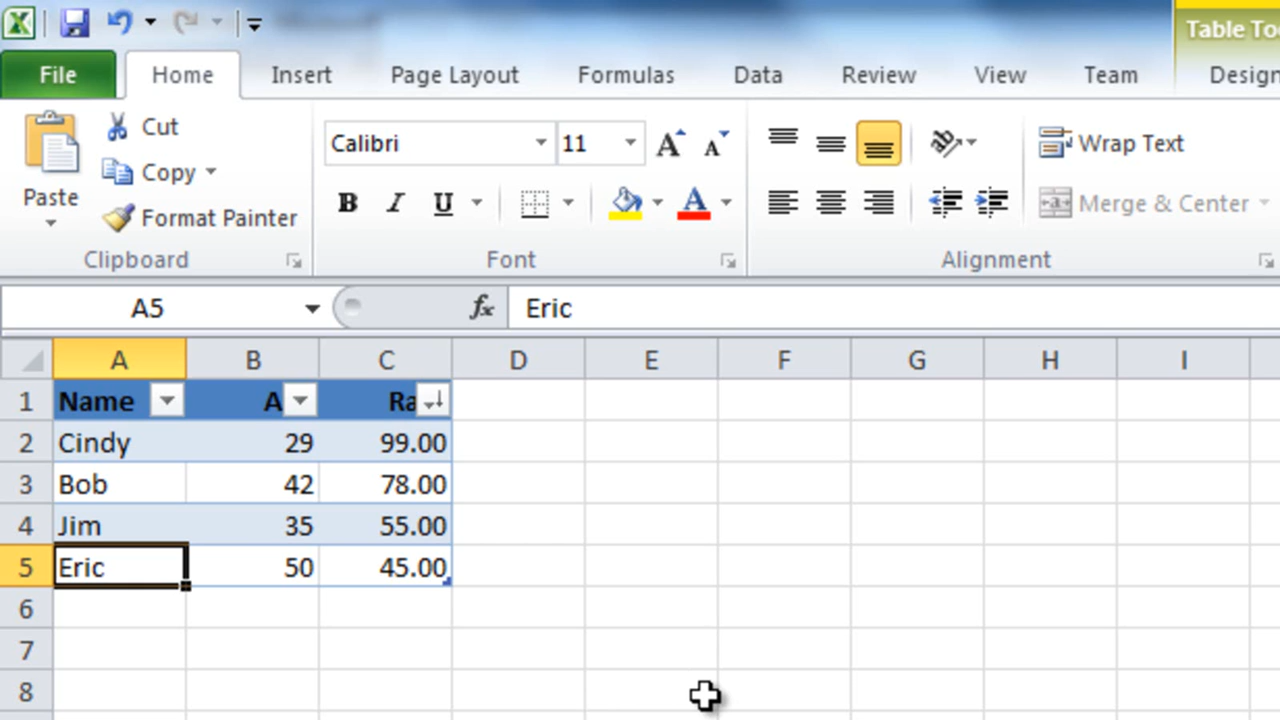 Table Too
File Home Insert Page Layout Formulas Data Review View Team Design
Paste
Cut
Copy
Format Painter
Clipboard
Calibri 11
B I U
Font
Wrap Text
Merge & Center
Alignment
A5 fx Eric
A B C D E F G H I
1 Name A Ra
2 Cindy 29 99.00
3 Bob 42 78.00
4 Jim 35 55.00
5 Eric 50 45.00
6
7
8